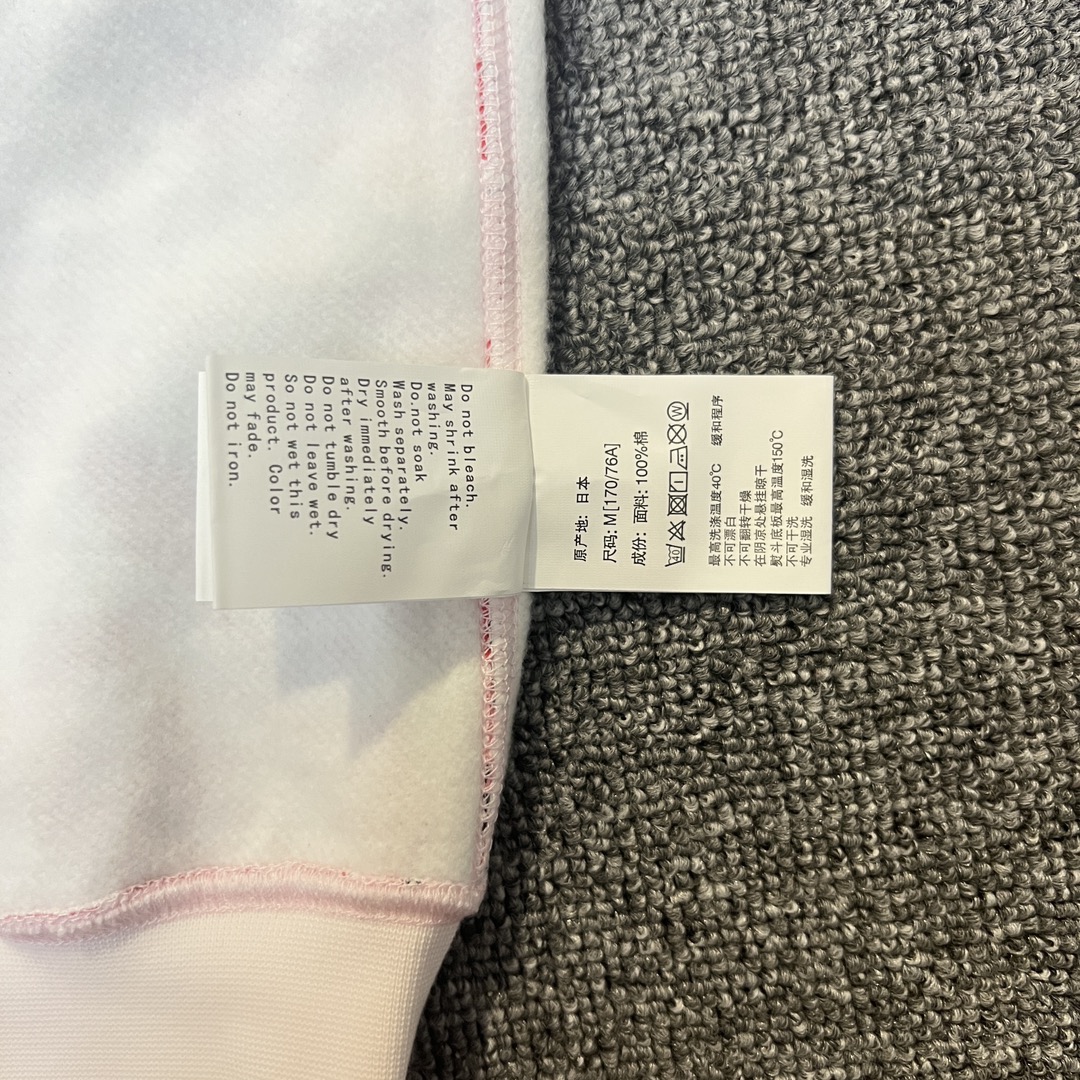 Do not bleach.
May shrink after
washing.
Do.not soak
Wash separately.
Smooth before drying.
Dry immediately
after washing.
Do not tumble dry
Do not leave wet.
So not wet this
product. Color
may fade.
Do not iron.
原产地: 日本
尺码: M[170/76A]
成份: 面料: 100%棉
40 W
最高洗涤温度40℃ 缓和程序
不可漂白
不可翻转干燥
在阴凉处悬挂晾干
熨斗底板最高温度150℃
不可干洗
专业湿洗 缓和湿洗